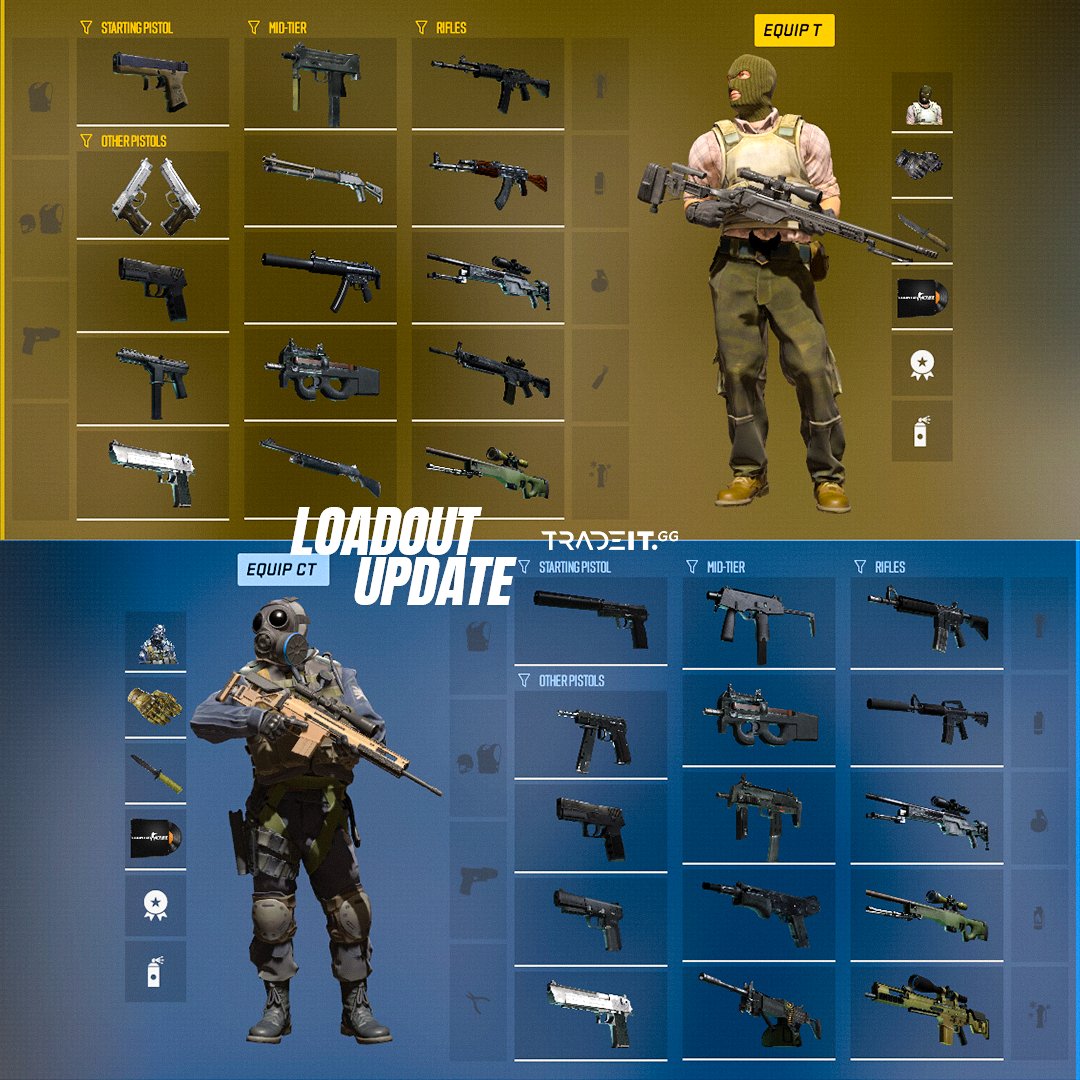 STARTING PISTOL
MID-TIER
RIFLES
EQUIP T
OTHER PISTOLS
LOADOUT
UPDATE
TRADEIT.GG
EQUIP CT
STARTING PISTOL
MID-TIER
RIFLES
OTHER PISTOLS